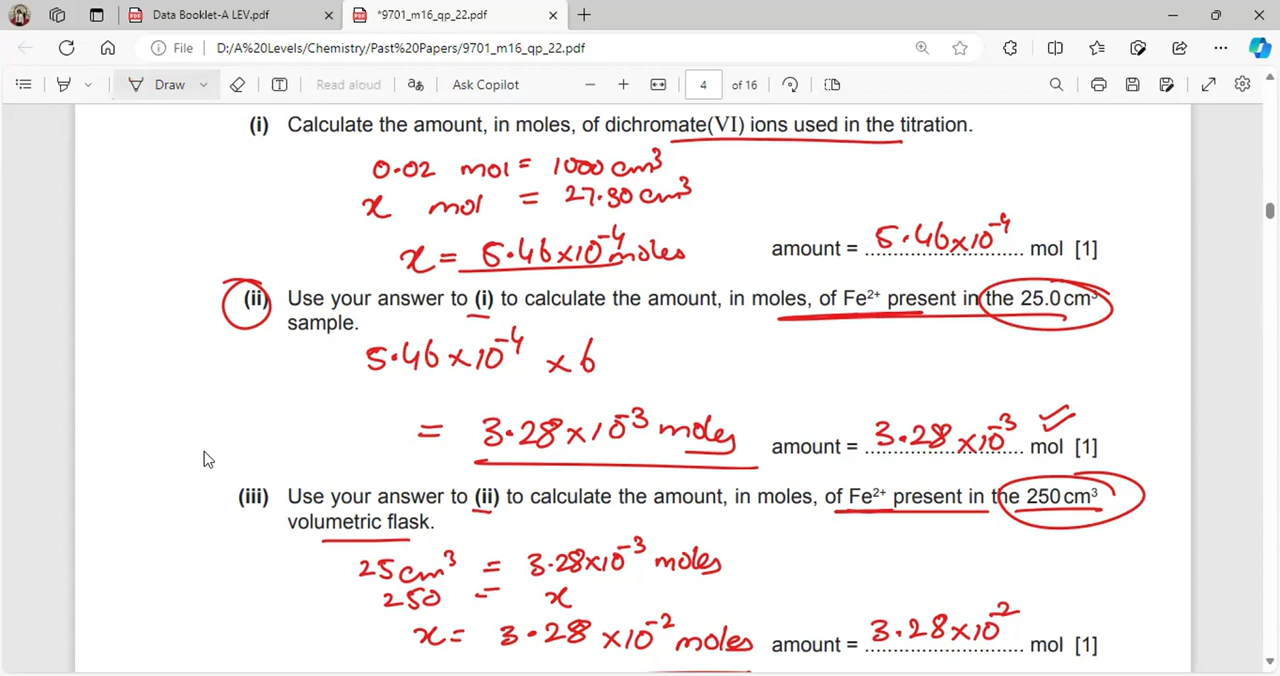 Data Booklet-A LEV.pdf
*9701_m16_qp_22.pdf
File D:/A%20Levels/Chemistry/Past%20Papers/9701_m16_qp_22.pdf
Draw Read aloud aあ Ask Copilot 4 of 16
(i) Calculate the amount, in moles, of dichromate(VI) ions used in the titration.
0.02 mol = 1000 cm³
x mol = 27.30 cm³
x = 5.46×10⁻⁴ moles
amount = 5.46×10⁻⁴ mol [1]
(ii) Use your answer to (i) to calculate the amount, in moles, of Fe²⁺ present in the 25.0 cm³
sample.
5.46×10⁻⁴ ×6
= 3.28×10⁻³ moles
amount = 3.28×10⁻³ mol [1]
(iii) Use your answer to (ii) to calculate the amount, in moles, of Fe²⁺ present in the 250 cm³
volumetric flask.
25 cm³ = 3.28×10⁻³ moles
250 = x
x = 3.28 ×10⁻² moles
amount = 3.28×10⁻² mol [1]